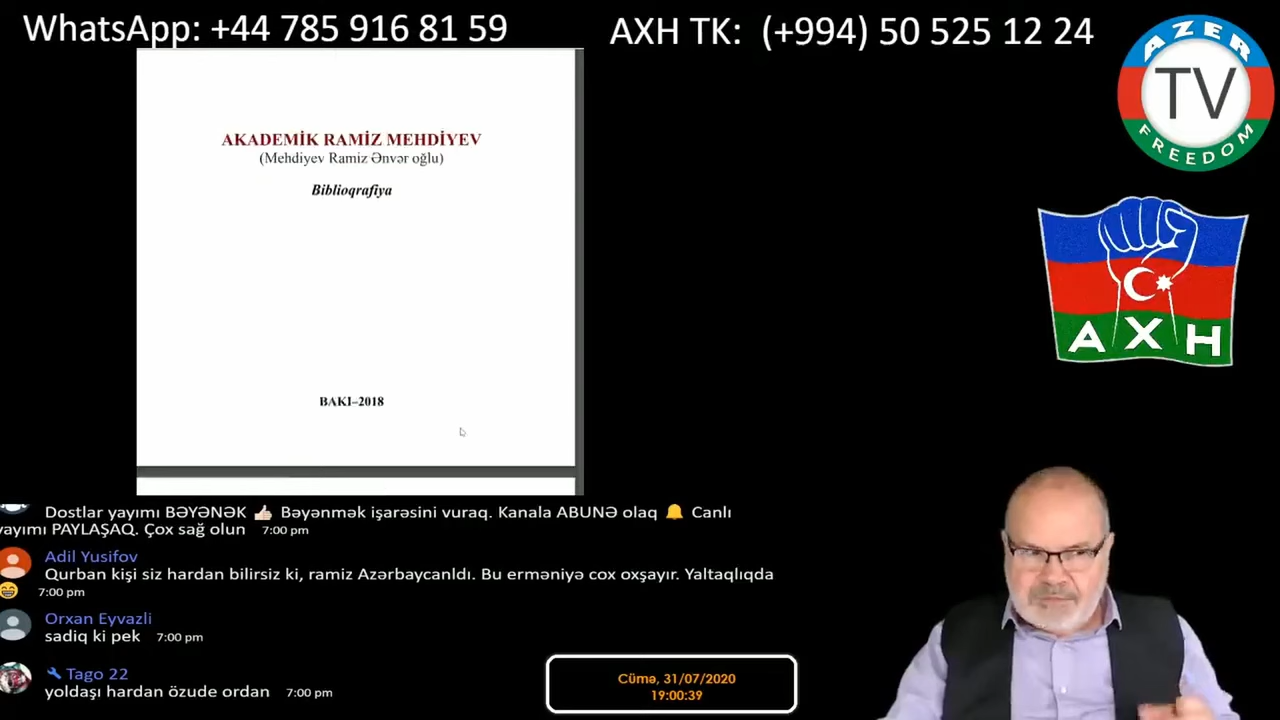 WhatsApp: +44 785 916 81 59
AXH TK: (+994) 50 525 12 24
AZER
TV
FREEDOM
AKADEMİK RAMİZ MEHDİYEV
(Mehdiyev Ramiz Ənvər oğlu)
Biblioqrafiya
BAKI–2018
AXH
Dostlar yayımı BƏYƏNƏK 👍🏻 Bəyənmək işarəsini vuraq. Kanala ABUNƏ olaq 🔔 Canlı
yayımı PAYLAŞAQ. Çox sağ olun 7:00 pm
Adil Yusifov
Qurban kişi siz hardan bilirsiz ki, ramiz Azərbaycanldı. Bu erməniyə cox oxşayır. Yaltaqlıqda
😁 7:00 pm
Orxan Eyvazli
sadiq ki pek 7:00 pm
Tago 22
yoldaşı hardan özude ordan 7:00 pm
Cümə, 31/07/2020
19:00:39